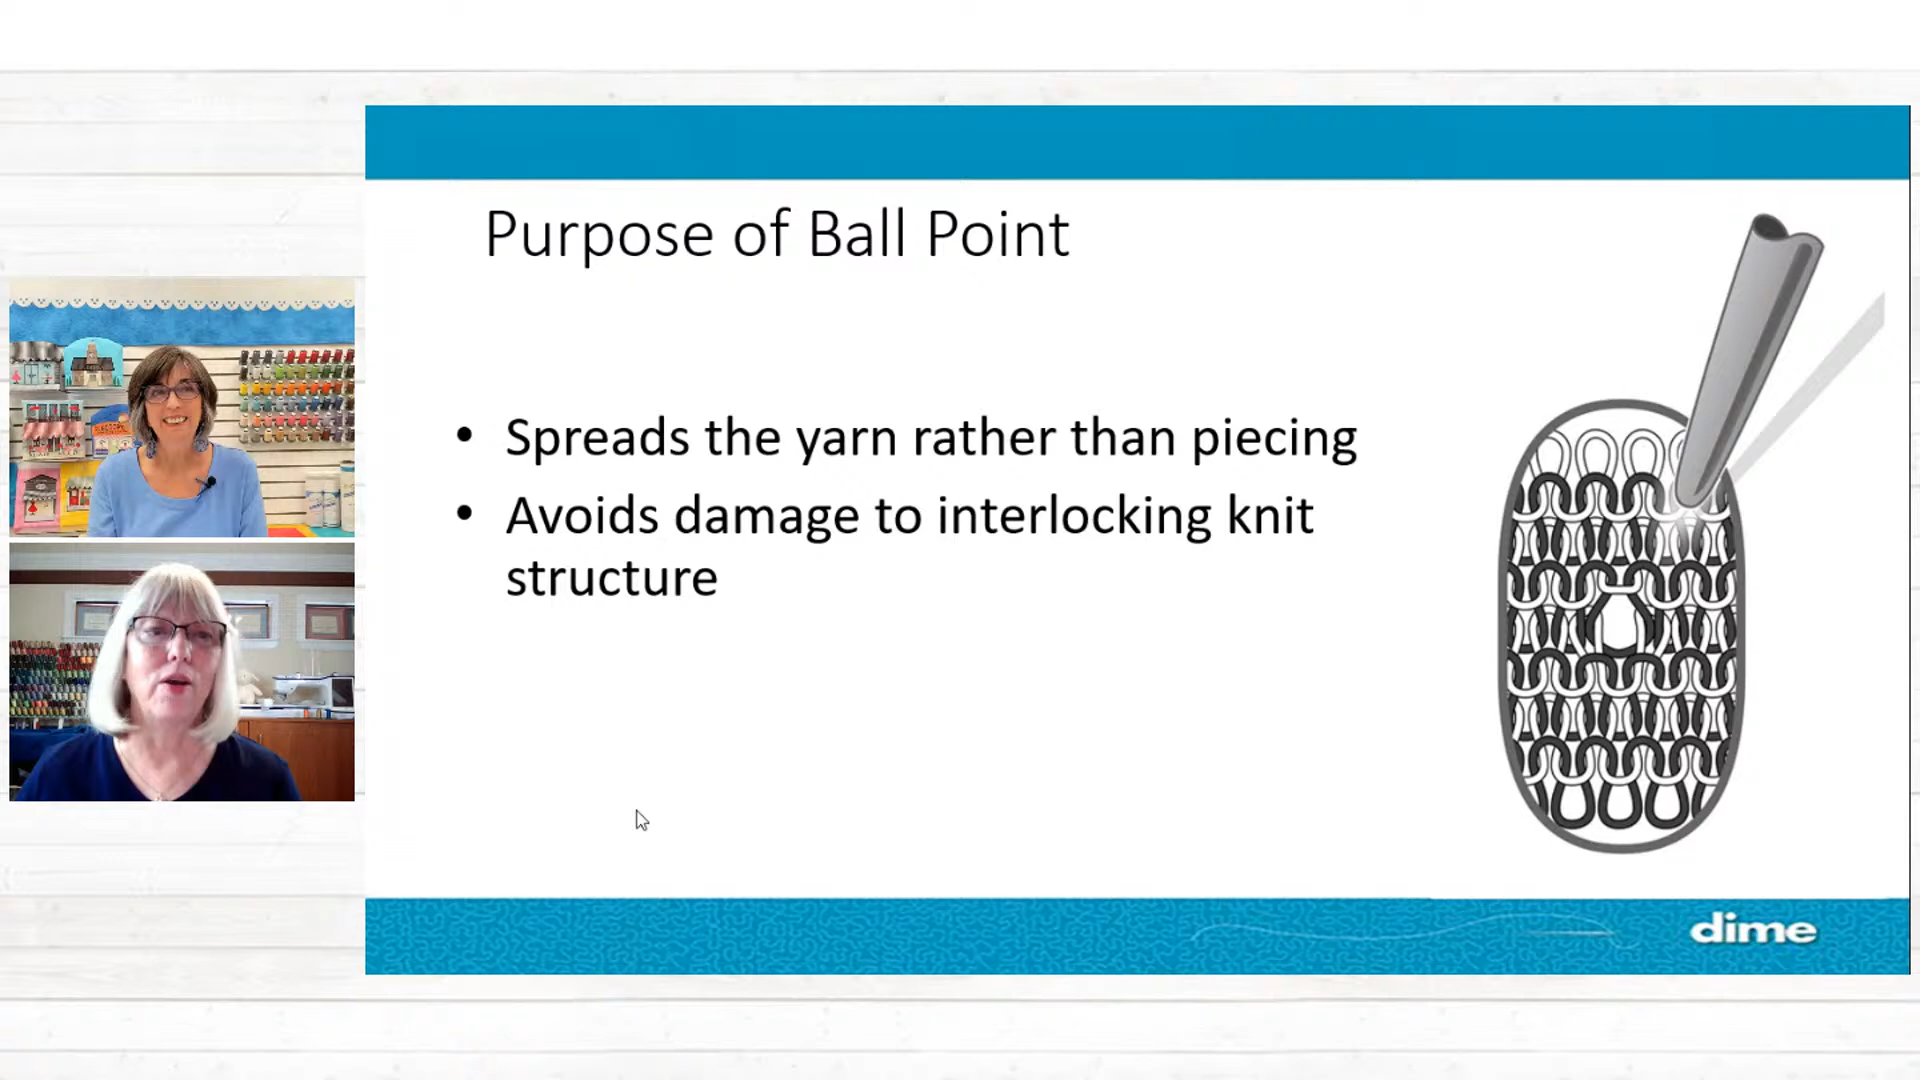 Purpose of Ball Point
• Spreads the yarn rather than piecing
• Avoids damage to interlocking knit
structure
dime